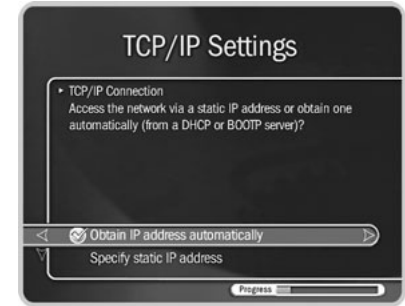 TCP/IP Settings
▸ TCP/IP Connection
Access the network via a static IP address or obtain one
automatically (from a DHCP or BOOTP server)?
Obtain IP address automatically
Specify static IP address
Progress